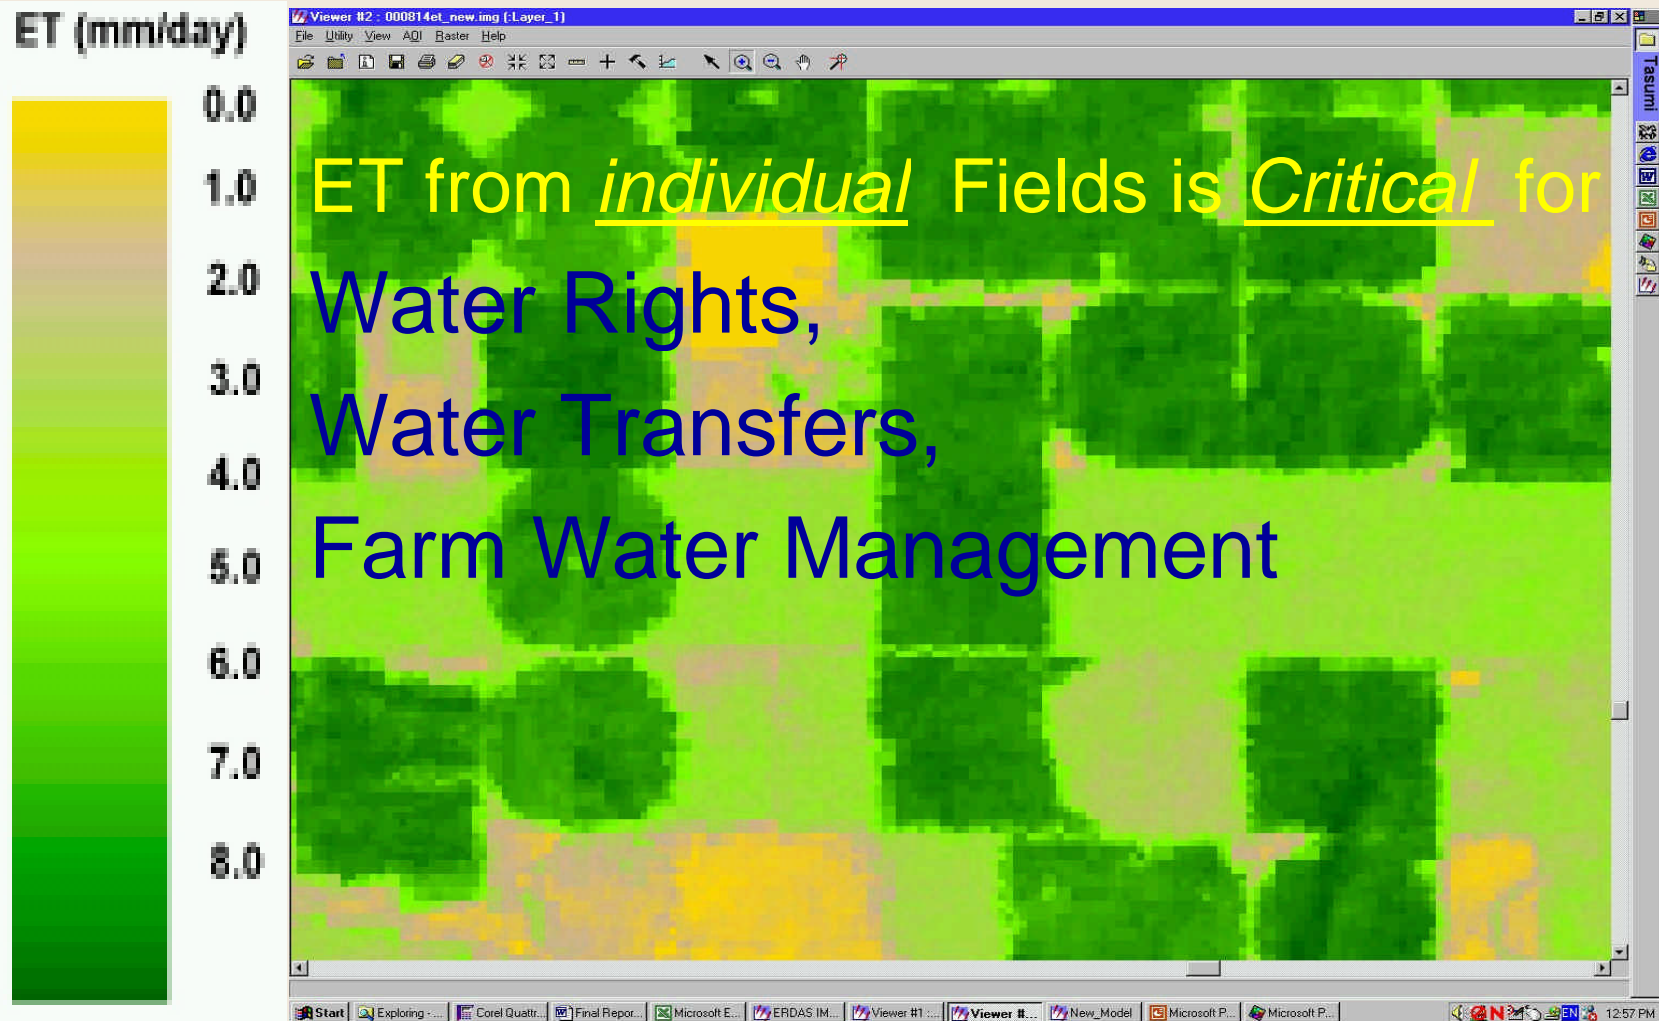 ET (mm/day)
0.0
1.0
2.0
3.0
4.0
5.0
6.0
7.0
8.0
Viewer #2 : 000814et_new.img (:Layer_1)
File Utility View AOI Raster Help
ET from individual Fields is Critical for
Water Rights,
Water Transfers,
Farm Water Management
Tasumi
Start Exploring - ... Corel Quattr... Final Repor... Microsoft E... ERDAS IM... Viewer #1 :... Viewer #... New_Model Microsoft P... Microsoft P... EN 12:57 PM